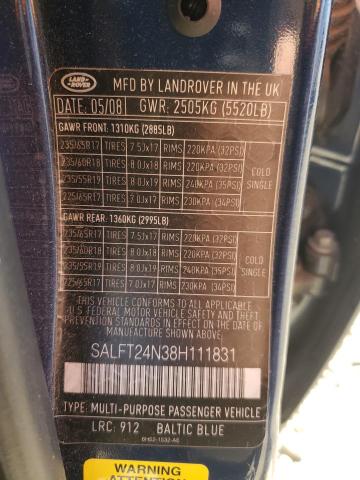 LAND-
ROVER
MFD BY LANDROVER IN THE UK
DATE: 05/08 GWR: 2505KG (5520LB)
GAWR FRONT: 1310KG (2885LB)
235/65R17 TIRES 7.5Jx17 RIMS 220KPA (32PSI)
235/60R18 TIRES 8.0Jx18 RIMS 220KPA (32PSI)
235/55R19 TIRES 8.0Jx19 RIMS 240KPA (35PSI)
225/65R17 TIRES 7.0Jx17 RIMS 230KPA (34PSI)
COLD
SINGLE
GAWR REAR: 1360KG (2995LB)
235/65R17 TIRES 7.5Jx17 RIMS 220KPA (32PSI)
235/60R18 TIRES 8.0Jx18 RIMS 220KPA (32PSI)
235/55R19 TIRES 8.0Jx19 RIMS 240KPA (35PSI)
225/65R17 TIRES 7.0Jx17 RIMS 230KPA (34PSI)
COLD
SINGLE
THIS VEHICLE CONFORMS TO ALL APPLICABLE
U.S FEDERAL MOTOR VEHICLE SAFETY AND
THEFT PREVENTION STANDARDS IN EFFECT ON
THE DATE OF MANUFACTURE SHOWN ABOVE
SALFT24N38H111831
TYPE: MULTI-PURPOSE PASSENGER VEHICLE
LRC: 912 BALTIC BLUE
6H52-1532-AE
WARNING
ATTENTION